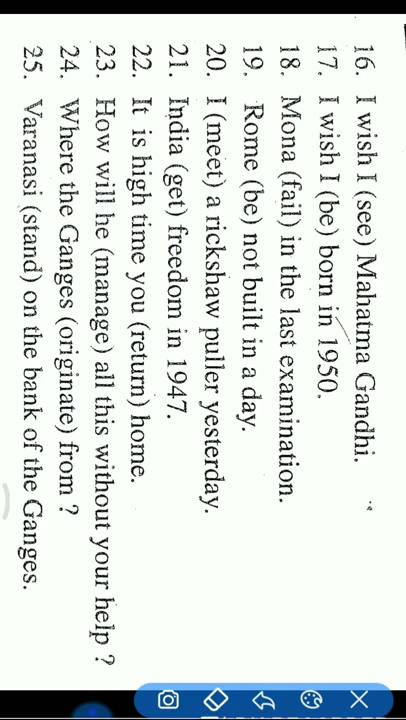 16. I wish I (see) Mahatma Gandhi.
17. I wish I (be) born in 1950.
18. Mona (fail) in the last examination.
19. Rome (be) not built in a day.
20. I (meet) a rickshaw puller yesterday.
21. India (get) freedom in 1947.
22. It is high time you (return) home.
23. How will he (manage) all this without your help ?
24. Where the Ganges (originate) from ?
25. Varanasi (stand) on the bank of the Ganges.